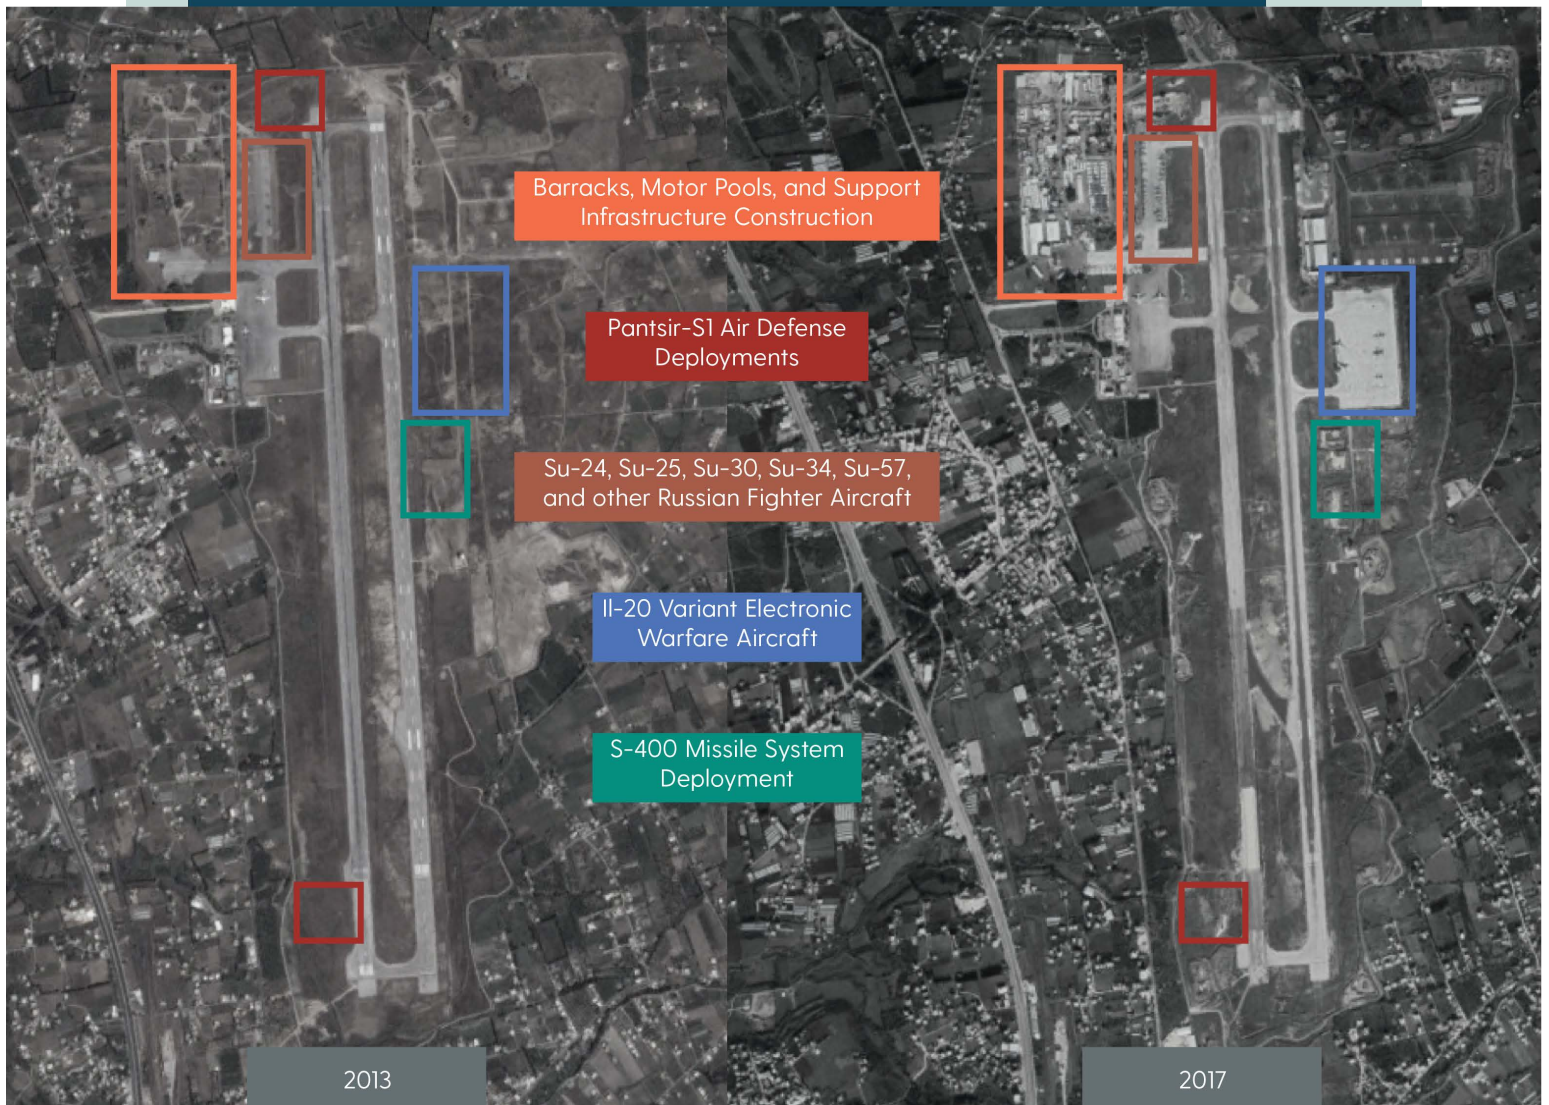 Barracks, Motor Pools, and Support
Infrastructure Construction
Pantsir-S1 Air Defense
Deployments
Su-24, Su-25, Su-30, Su-34, Su-57,
and other Russian Fighter Aircraft
Il-20 Variant Electronic
Warfare Aircraft
S-400 Missile System
Deployment
2013
2017